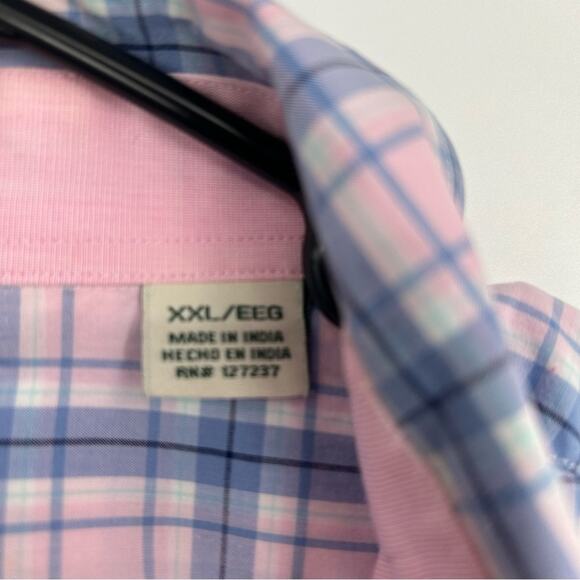 XXL/EEG
MADE IN INDIA
HECHO EN INDIA
RN# 127237